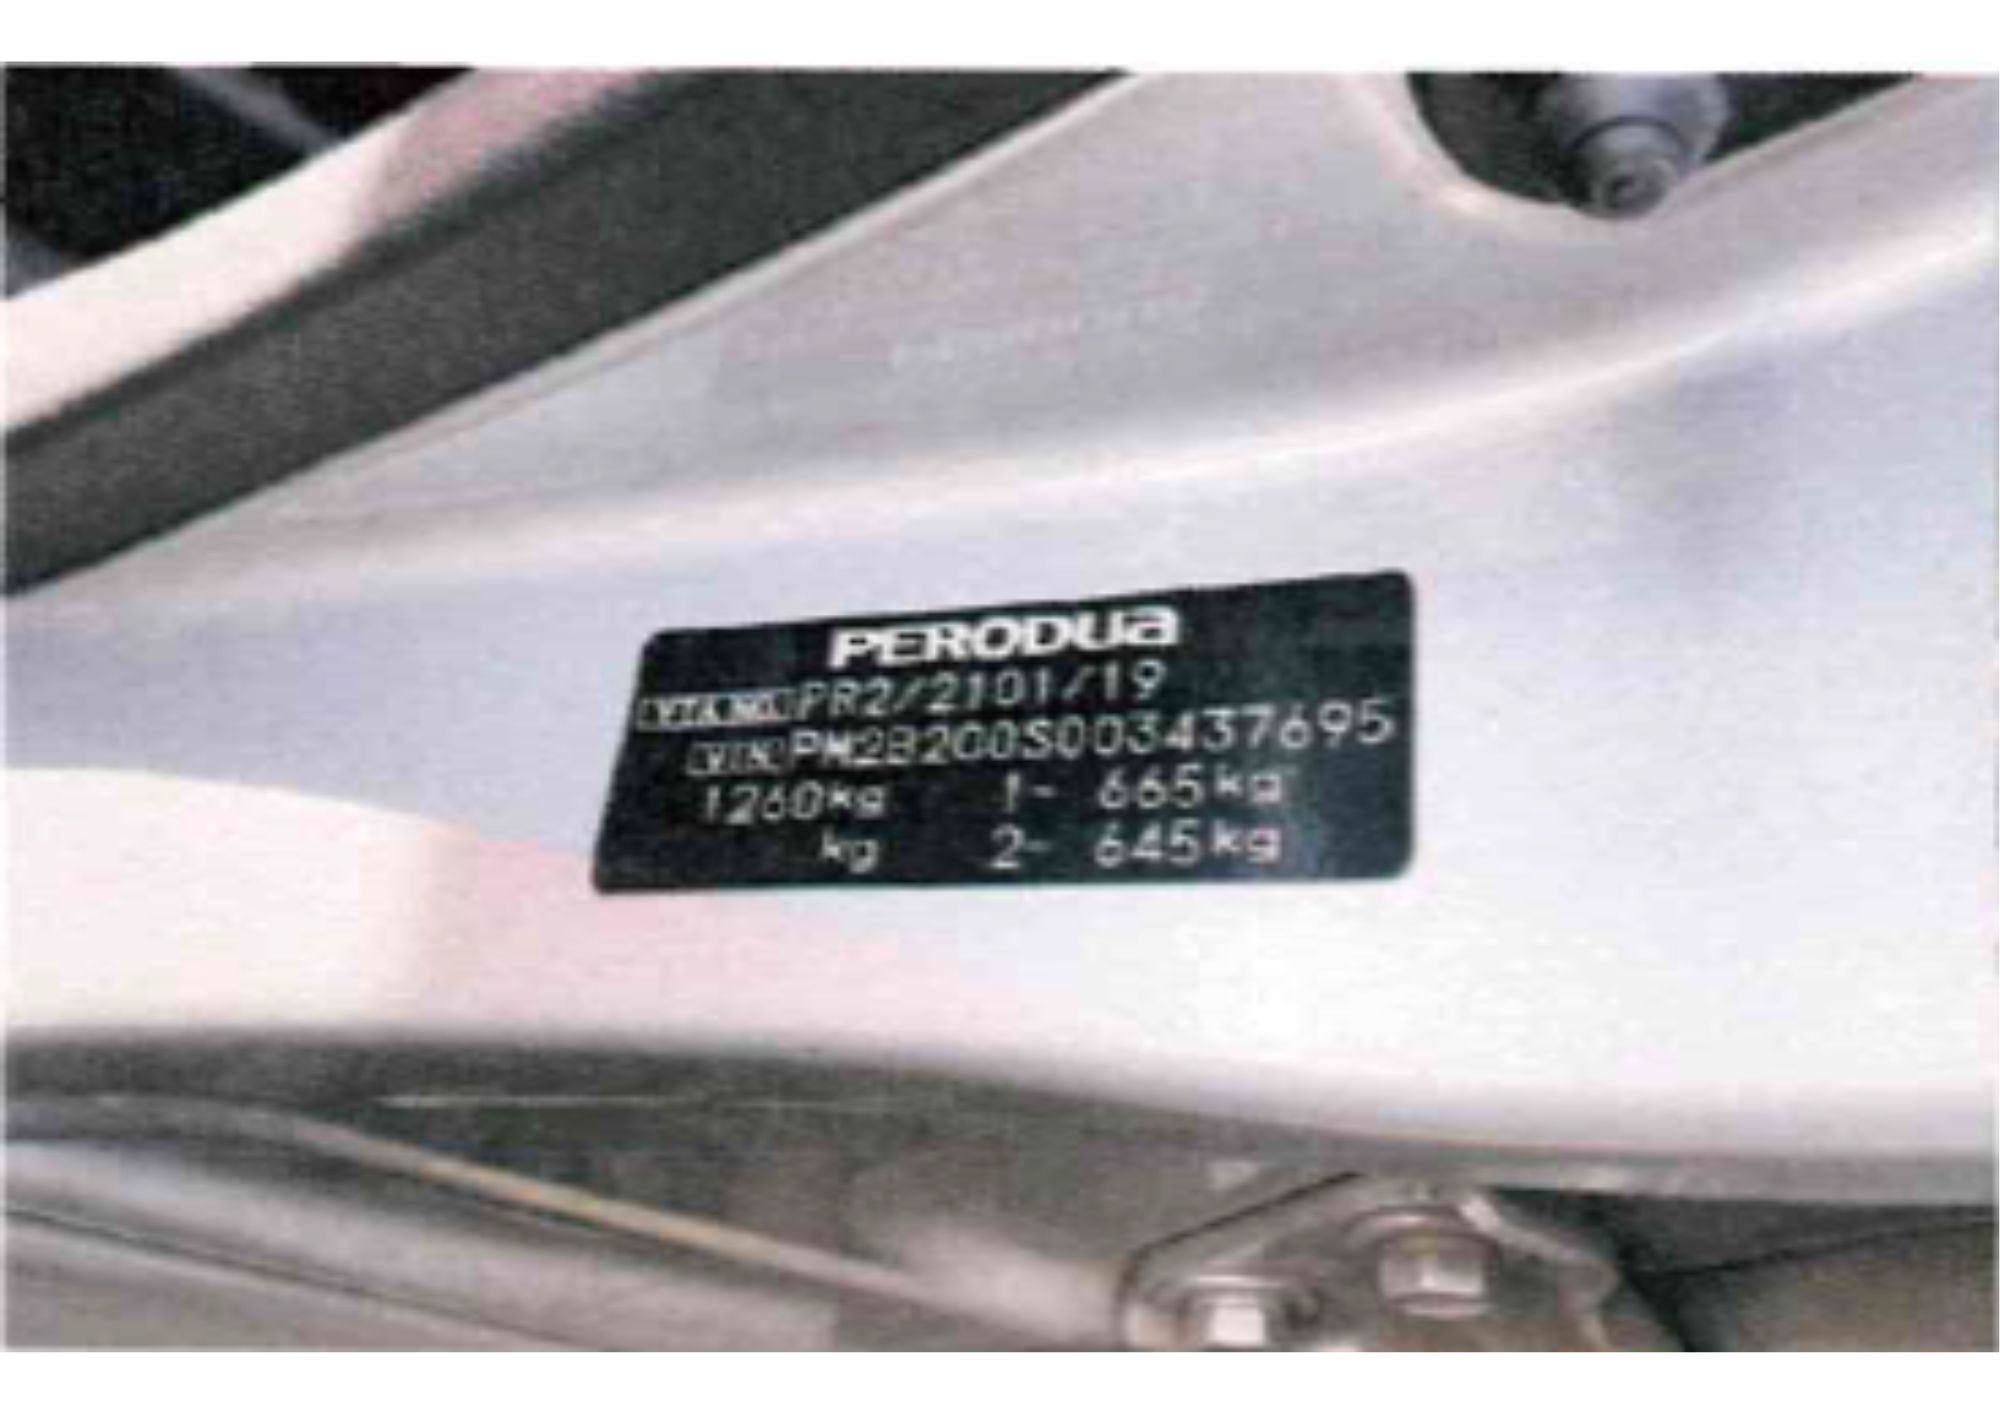 PERODUA
VTA NO. PR2/2101/19
VIN PM2B200S003437695
1260kg 1- 665kg
kg 2- 645kg